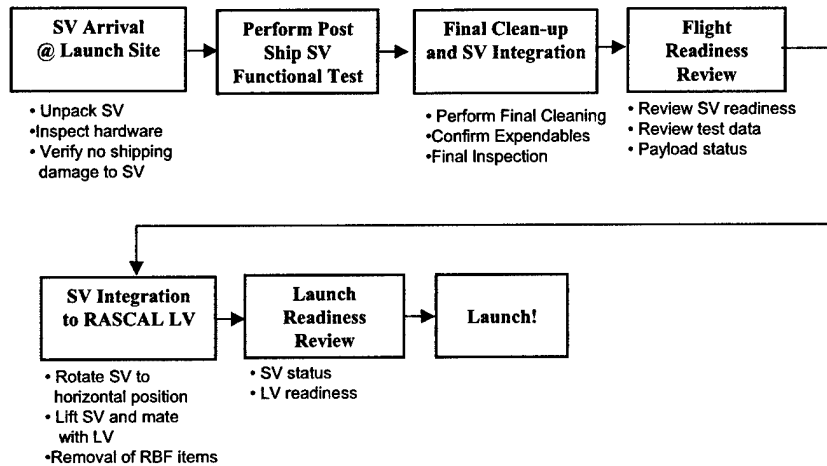 SV Arrival
@ Launch Site
• Unpack SV
•Inspect hardware
• Verify no shipping
damage to SV
Perform Post
Ship SV
Functional Test
Final Clean-up
and SV Integration
• Perform Final Cleaning
•Confirm Expendables
•Final Inspection
Flight
Readiness
Review
• Review SV readiness
• Review test data
• Payload status
SV Integration
to RASCAL LV
• Rotate SV to
horizontal position
• Lift SV and mate
with LV
•Removal of RBF items
Launch
Readiness
Review
• SV status
• LV readiness
Launch!